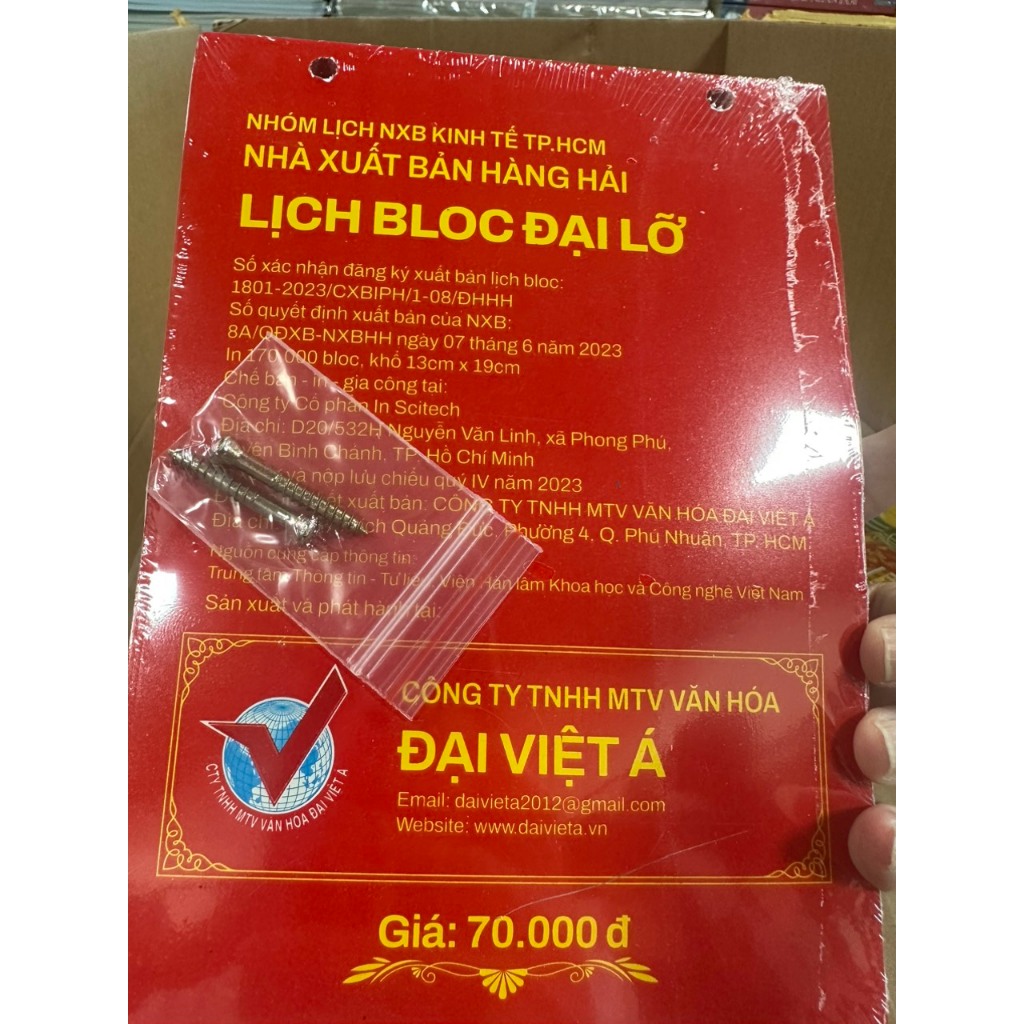 NHÓM LỊCH NXB KINH TẾ TP.HCM
NHÀ XUẤT BẢN HÀNG HẢI
LỊCH BLOC ĐẠI LỠ
Số xác nhận đăng ký xuất bản lịch bloc:
1801-2023/CXBIPH/1-08/ĐHHH
Số quyết định xuất bản của NXB:
8A/QĐXB-NXBHH ngày 07 tháng 6 năm 2023
In 170.000 bloc, khổ 13cm x 19cm
Chế bản - In - gia công tại:
Công ty Cổ phần In Scitech
Địa chỉ: D20/532H Nguyễn Văn Linh, xã Phong Phú,
Bình Chánh, TP. Hồ Chí Minh
và nộp lưu chiểu quý IV năm 2023
xuất bản: CÔNG TY TNHH MTV VĂN HÓA ĐẠI VIỆT Á
Địa chỉ: Quảng Đức, Phường 4, Q. Phú Nhuận, TP. HCM
Nguồn cung cấp thông tin:
Trung tâm Thông tin - Tư liệu, Viện Hàn lâm Khoa học và Công nghệ Việt Nam
Sản xuất và phát hành tại:
CÔNG TY TNHH MTV VĂN HÓA
ĐẠI VIỆT Á
Email: daivieta2012@gmail.com
Website: www.daivieta.vn
CTY TNHH MTV VĂN HÓA ĐẠI VIỆT Á
Giá: 70.000 đ